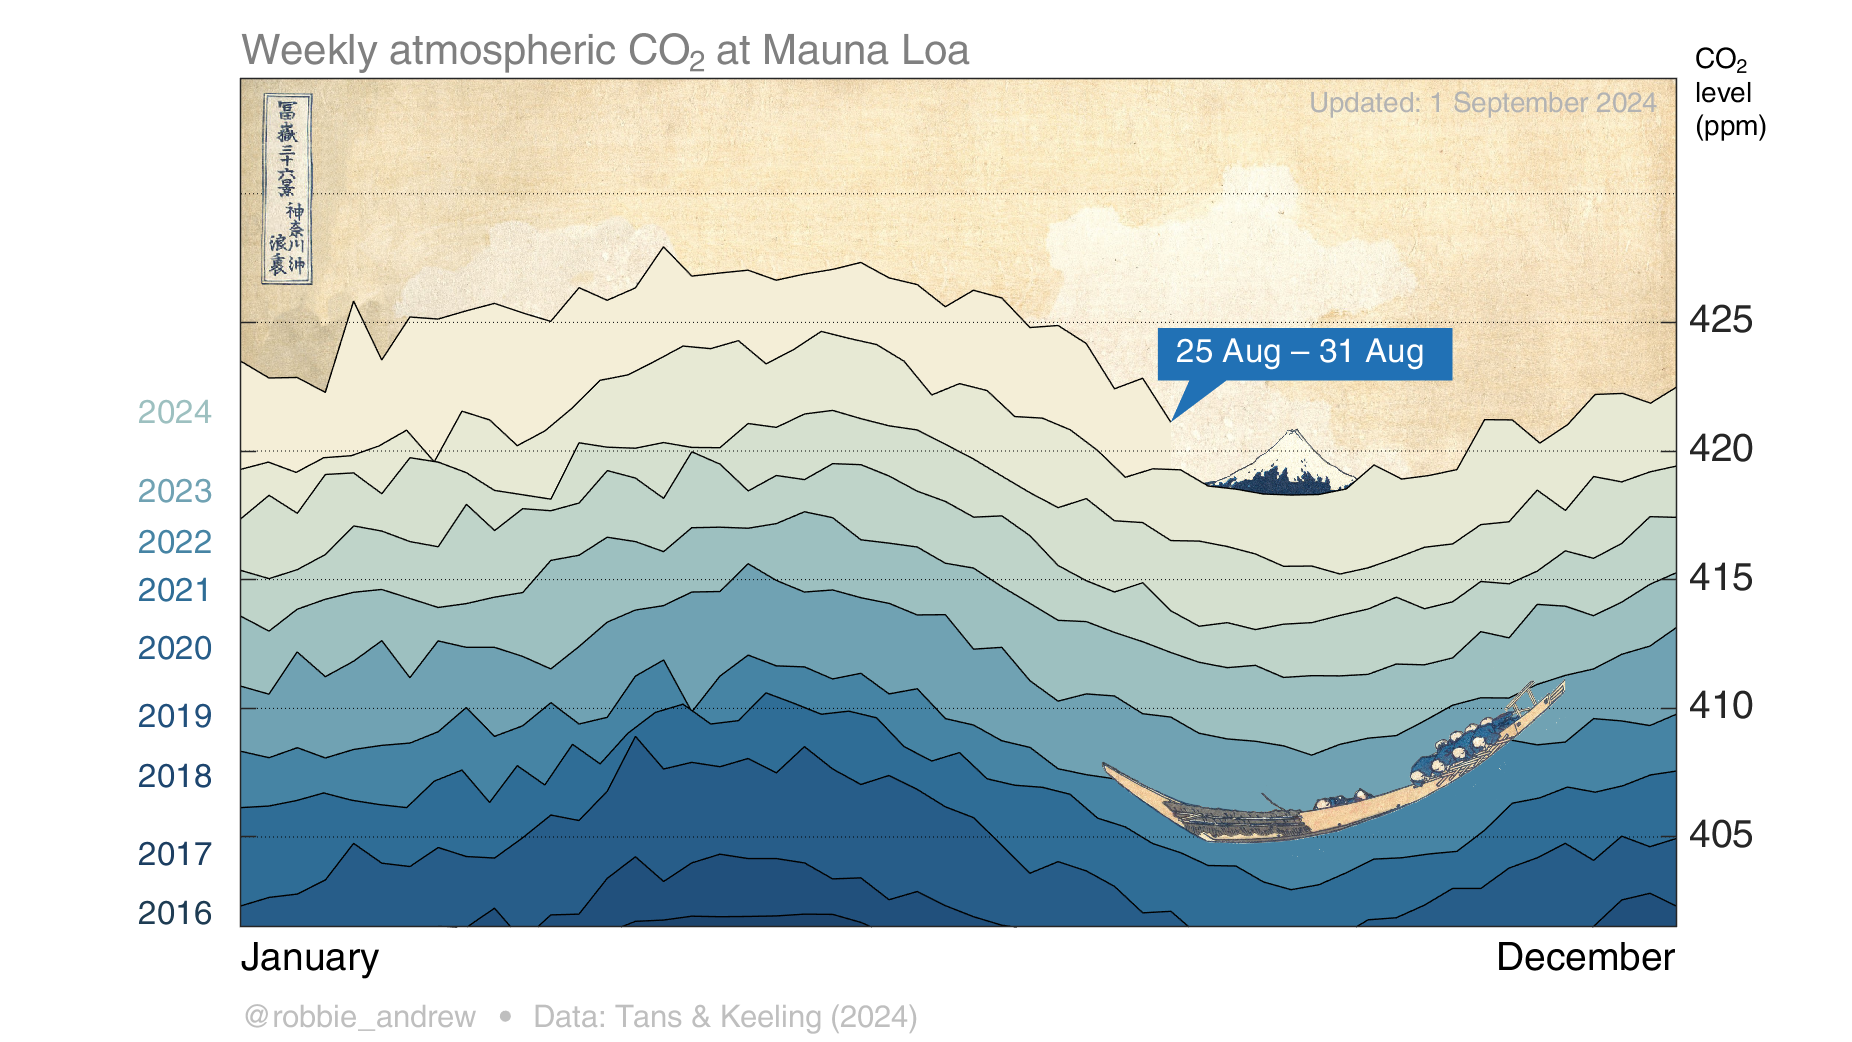 Weekly atmospheric CO₂ at Mauna Loa
CO₂
level
(ppm)
Updated: 1 September 2024
冨嶽三十六景
神奈川沖
浪裏
425
25 Aug – 31 Aug
2024
420
2023
2022
415
2021
2020
410
2019
2018
405
2017
2016
January
December
@robbie_andrew • Data: Tans & Keeling (2024)